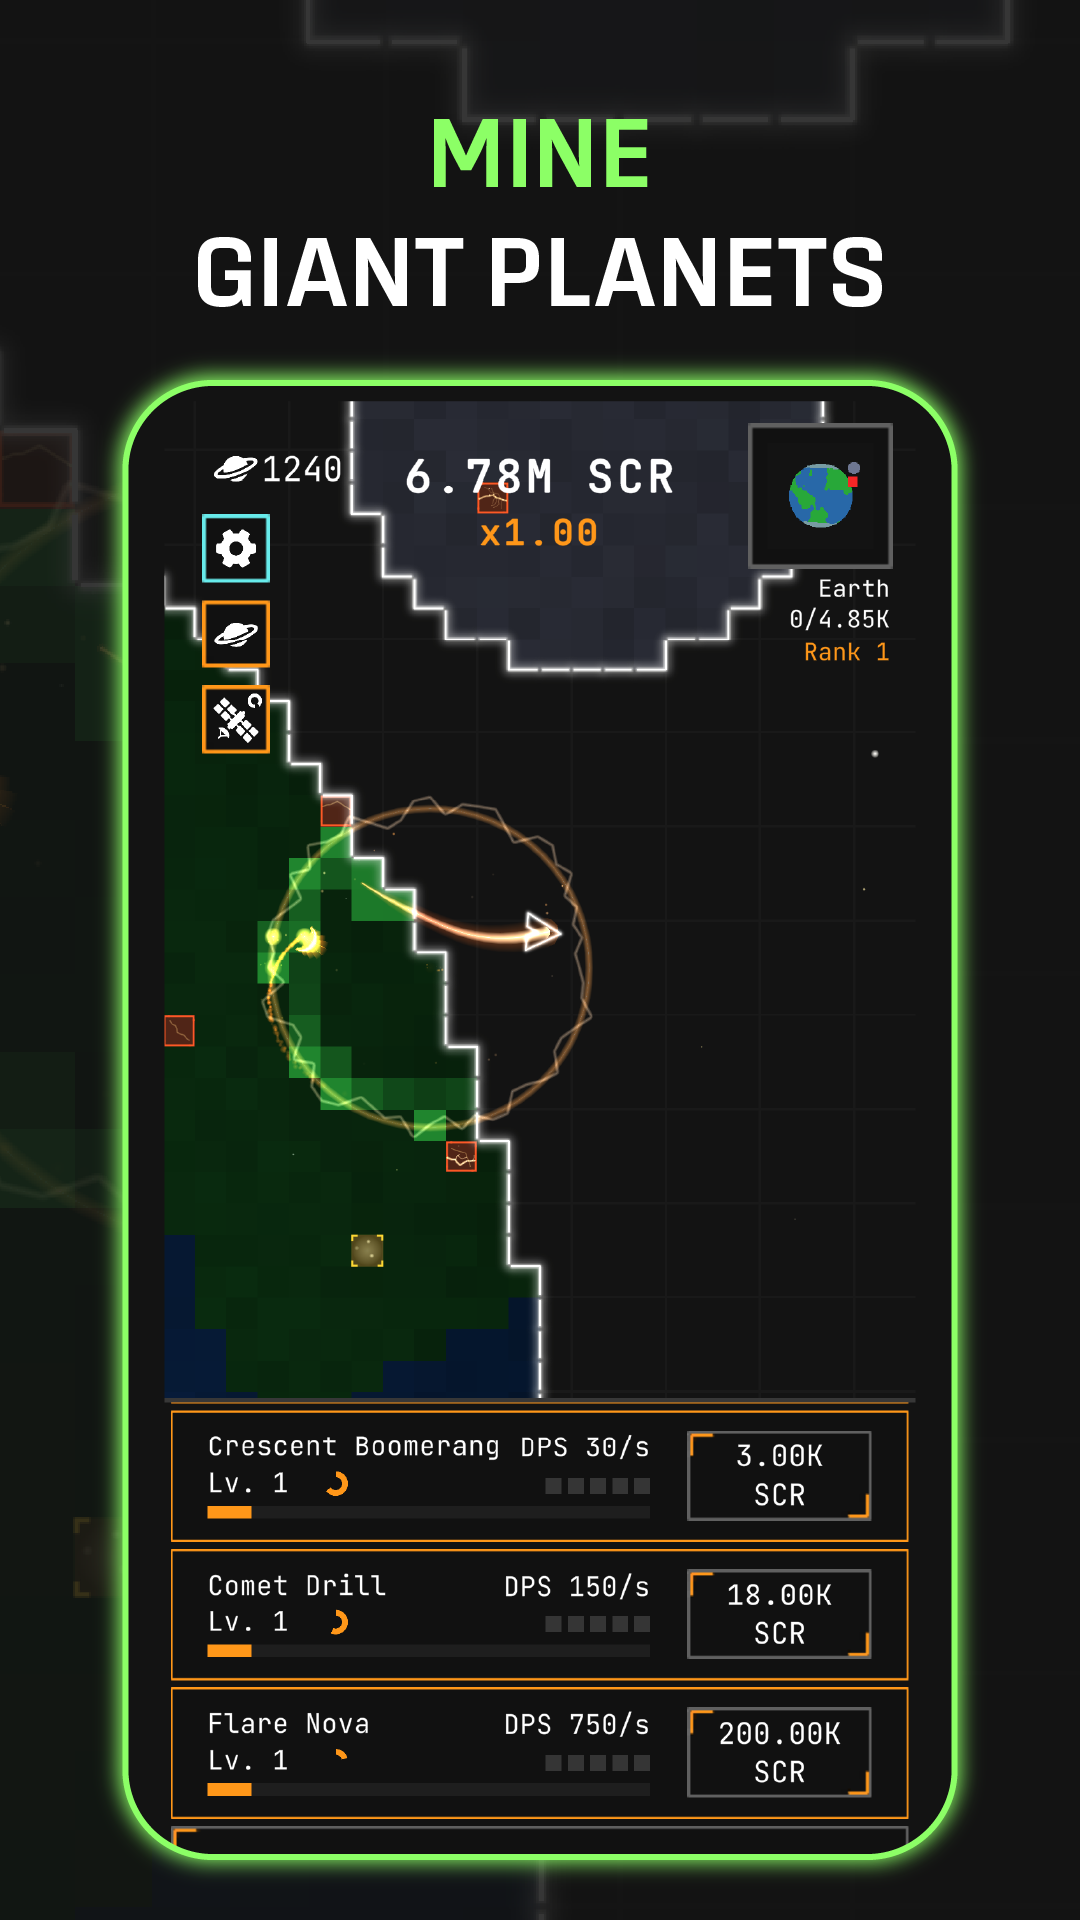 MINE
GIANT PLANETS
1240
6.78M SCR
x1.00
Earth
0/4.85K
Rank 1
Crescent Boomerang DPS 30/s
Lv. 1
3.00K
SCR
Comet Drill DPS 150/s
Lv. 1
18.00K
SCR
Flare Nova DPS 750/s
Lv. 1
200.00K
SCR